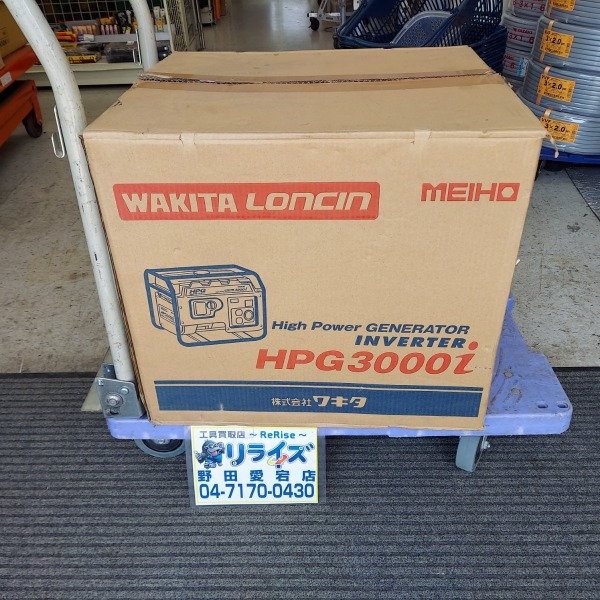 WAKITA LONCIN
MEIHO
HPG
High Power GENERATOR
INVERTER
HPG3000i
株式会社ワキタ
工具買取店 ~ ReRise ~
リライズ
野田愛宕店
04-7170-0430